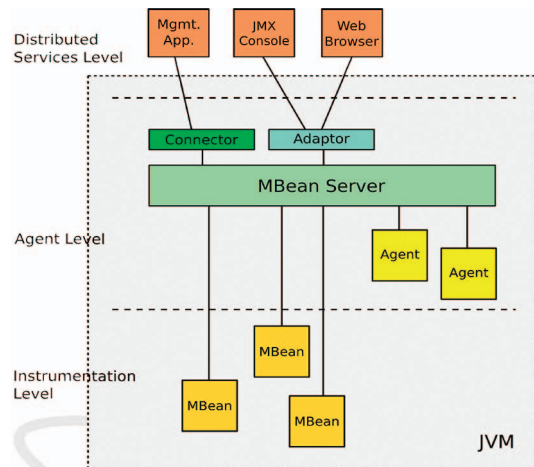 Distributed
Services Level
Mgmt.
App.
JMX
Console
Web
Browser
Connector
Adaptor
MBean Server
Agent Level
Agent
Agent
MBean
Instrumentation
Level
MBean
MBean
JVM